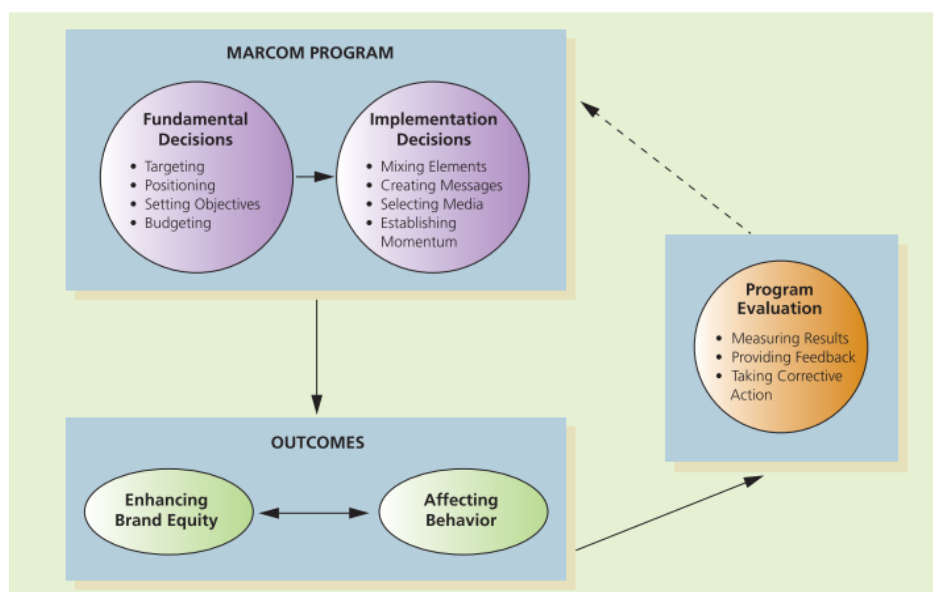 MARCOM PROGRAM
Fundamental
Decisions
• Targeting
• Positioning
• Setting Objectives
• Budgeting
Implementation
Decisions
• Mixing Elements
• Creating Messages
• Selecting Media
• Establishing
Momentum
Program
Evaluation
• Measuring Results
• Providing Feedback
• Taking Corrective
Action
OUTCOMES
Enhancing
Brand Equity
Affecting
Behavior